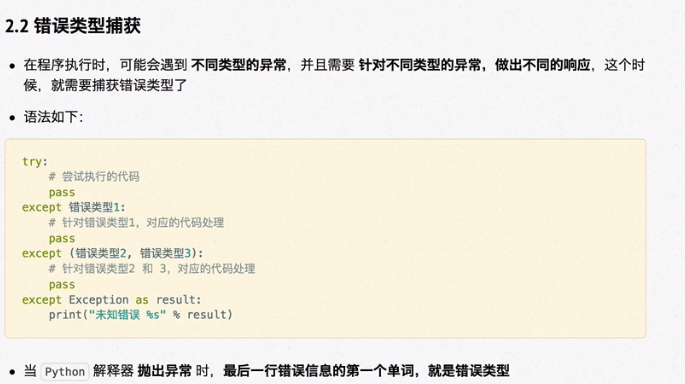 2.2 错误类型捕获
在程序执行时，可能会遇到 不同类型的异常，并且需要 针对不同类型的异常，做出不同的响应，这个时
候，就需要捕获错误类型了
语法如下：
try:
    # 尝试执行的代码
    pass
except 错误类型1:
    # 针对错误类型1，对应的代码处理
    pass
except (错误类型2, 错误类型3):
    # 针对错误类型2 和 3，对应的代码处理
    pass
except Exception as result:
    print("未知错误 %s" % result)
当 Python 解释器 抛出异常 时，最后一行错误信息的第一个单词，就是错误类型